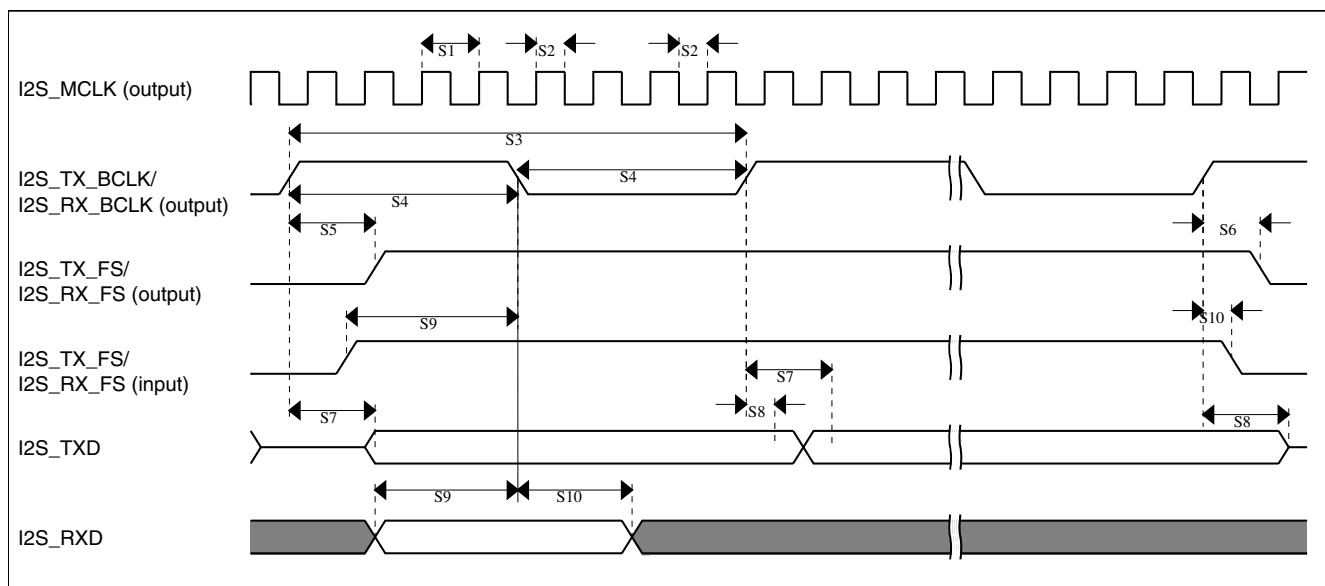 S1
S2
S2
I2S_MCLK (output)
S3
I2S_TX_BCLK/
I2S_RX_BCLK (output)
S4
S4
S5
S6
I2S_TX_FS/
I2S_RX_FS (output)
S9
S10
I2S_TX_FS/
I2S_RX_FS (input)
S7
S7
S8
S8
I2S_TXD
S9
S10
I2S_RXD